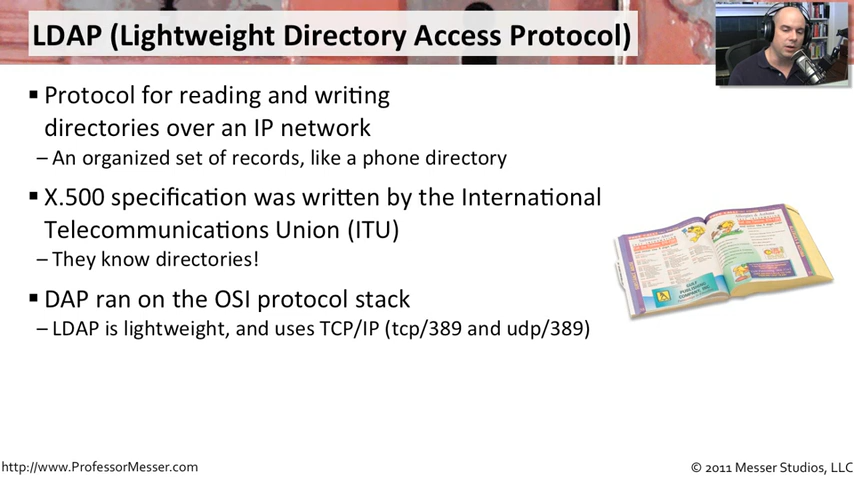 LDAP (Lightweight Directory Access Protocol)
▪ Protocol for reading and writing
directories over an IP network
– An organized set of records, like a phone directory
▪ X.500 specification was written by the International
Telecommunications Union (ITU)
– They know directories!
▪ DAP ran on the OSI protocol stack
– LDAP is lightweight, and uses TCP/IP (tcp/389 and udp/389)
http://www.ProfessorMesser.com
© 2011 Messer Studios, LLC